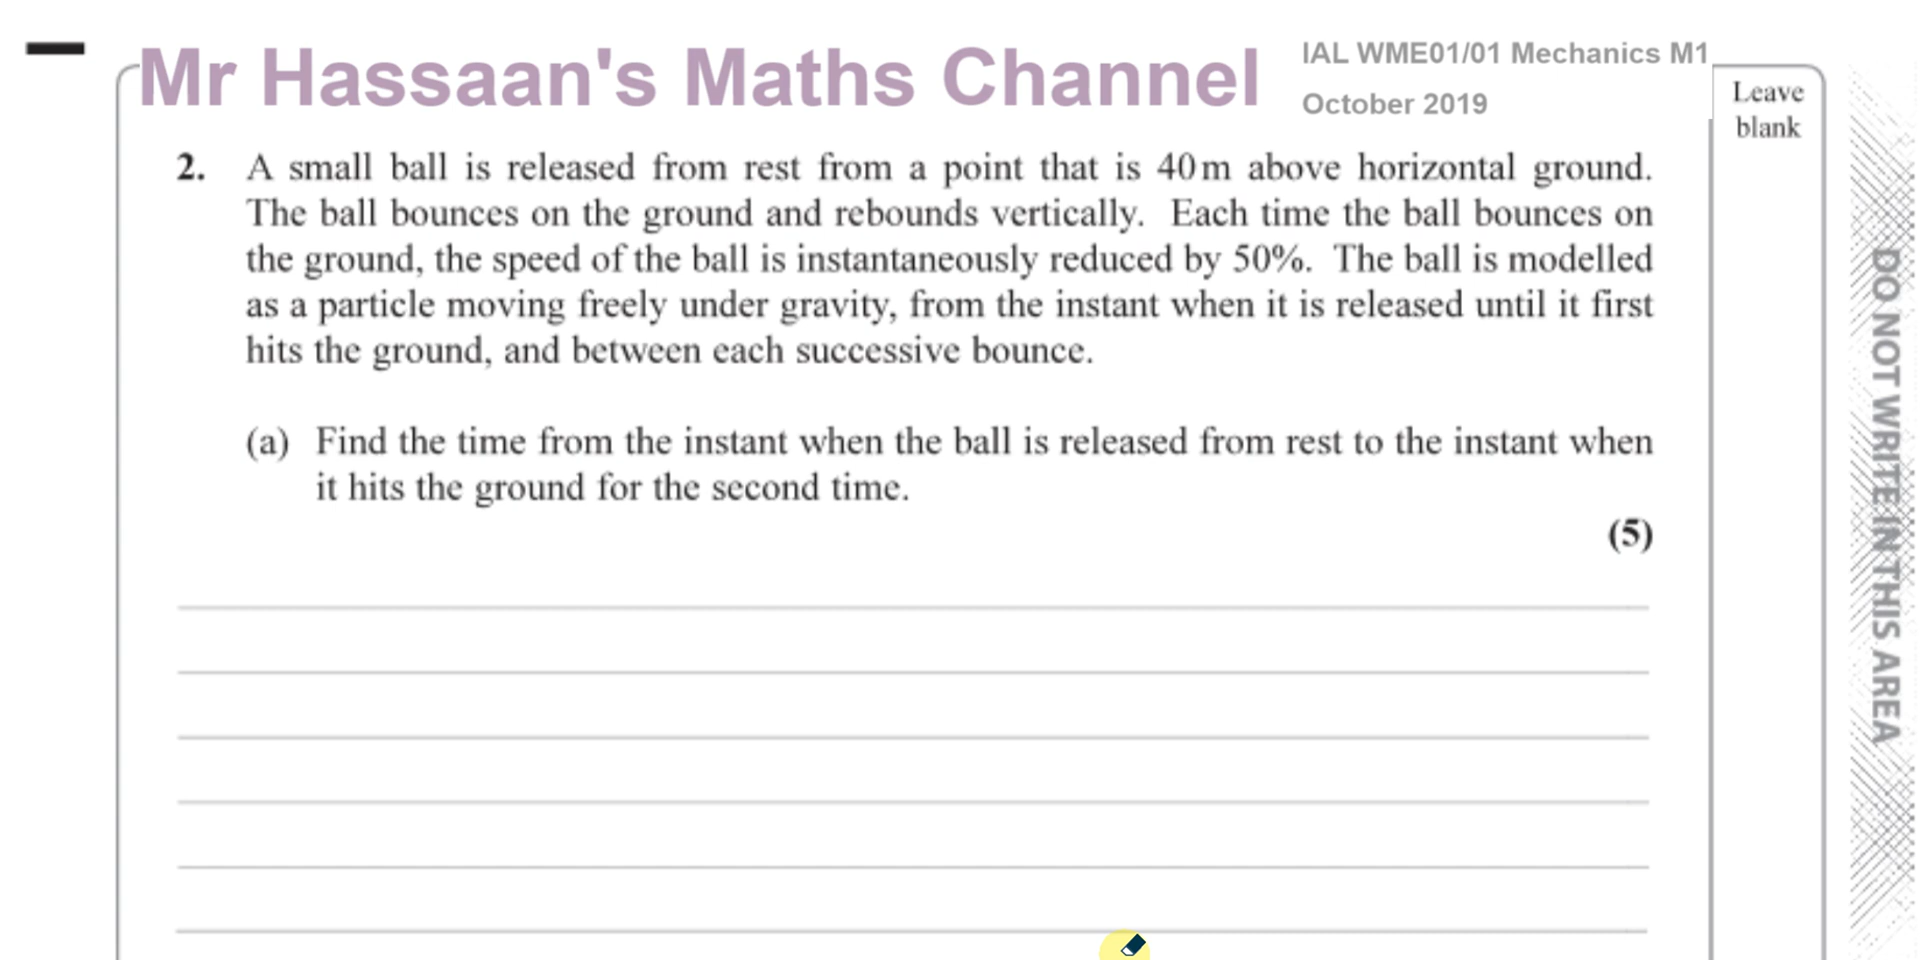 Mr Hassaan's Maths Channel
IAL WME01/01 Mechanics M1
October 2019
Leave
blank
2. A small ball is released from rest from a point that is 40 m above horizontal ground.
The ball bounces on the ground and rebounds vertically. Each time the ball bounces on
the ground, the speed of the ball is instantaneously reduced by 50%. The ball is modelled
as a particle moving freely under gravity, from the instant when it is released until it first
hits the ground, and between each successive bounce.
(a) Find the time from the instant when the ball is released from rest to the instant when
it hits the ground for the second time.
(5)
DO NOT WRITE IN THIS AREA